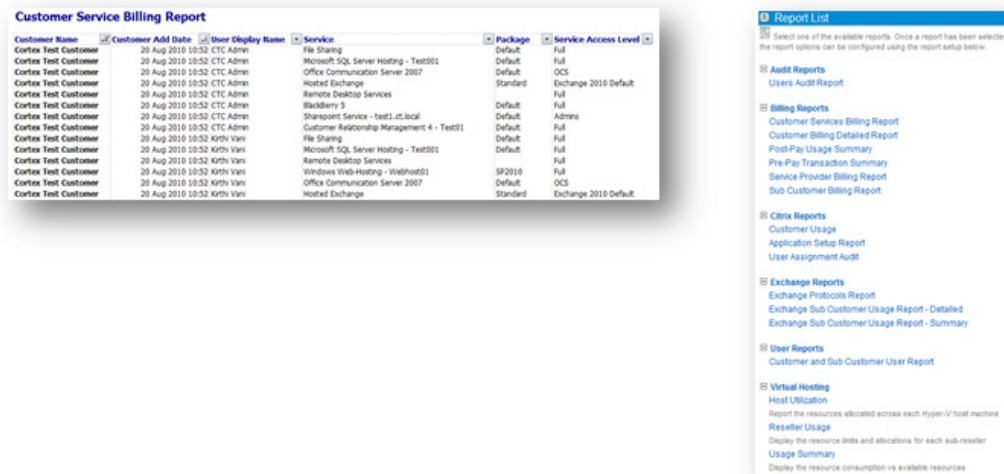 Customer Service Billing Report
Customer Name Customer Add Date User Display Name Service Package Service Access Level
Cortex Test Customer 20 Aug 2010 10:52 CTC Admin File Sharing Default Full
Cortex Test Customer 20 Aug 2010 10:52 CTC Admin Microsoft SQL Server Hosting - Test001 Default Full
Cortex Test Customer 20 Aug 2010 10:52 CTC Admin Office Communication Server 2007 Default OCS
Cortex Test Customer 20 Aug 2010 10:52 CTC Admin Hosted Exchange Standard Exchange 2010 Default
Cortex Test Customer 20 Aug 2010 10:52 CTC Admin Remote Desktop Services Full
Cortex Test Customer 20 Aug 2010 10:52 CTC Admin BlackBerry 5 Default Full
Cortex Test Customer 20 Aug 2010 10:52 CTC Admin Sharepoint Service - test1.ct.local Default Admins
Cortex Test Customer 20 Aug 2010 10:52 CTC Admin Customer Relationship Management 4 - Test01 Default Full
Cortex Test Customer 20 Aug 2010 10:52 Kirthi Vani File Sharing Default Full
Cortex Test Customer 20 Aug 2010 10:52 Kirthi Vani Microsoft SQL Server Hosting - Test001 Default Full
Cortex Test Customer 20 Aug 2010 10:52 Kirthi Vani Remote Desktop Services Full
Cortex Test Customer 20 Aug 2010 10:52 Kirthi Vani Windows Web-Hosting - Webhost01 SP2010 Full
Cortex Test Customer 20 Aug 2010 10:52 Kirthi Vani Office Communication Server 2007 Default OCS
Cortex Test Customer 20 Aug 2010 10:52 Kirthi Vani Hosted Exchange Standard Exchange 2010 Default
Report List
Select one of the available reports. Once a report has been selecte
the report options can be configured using the report setup below.
Audit Reports
Users Audit Report
Billing Reports
Customer Services Billing Report
Customer Billing Detailed Report
Post-Pay Usage Summary
Pre-Pay Transaction Summary
Service Provider Billing Report
Sub Customer Billing Report
Citrix Reports
Customer Usage
Application Setup Report
User Assignment Audit
Exchange Reports
Exchange Protocols Report
Exchange Sub Customer Usage Report - Detailed
Exchange Sub Customer Usage Report - Summary
User Reports
Customer and Sub Customer User Report
Virtual Hosting
Host Utilization
Report the resources allocated across each Hyper-V host machine
Reseller Usage
Display the resource limits and allocations for each sub-reseller
Usage Summary
Display the resource consumption vs available resources